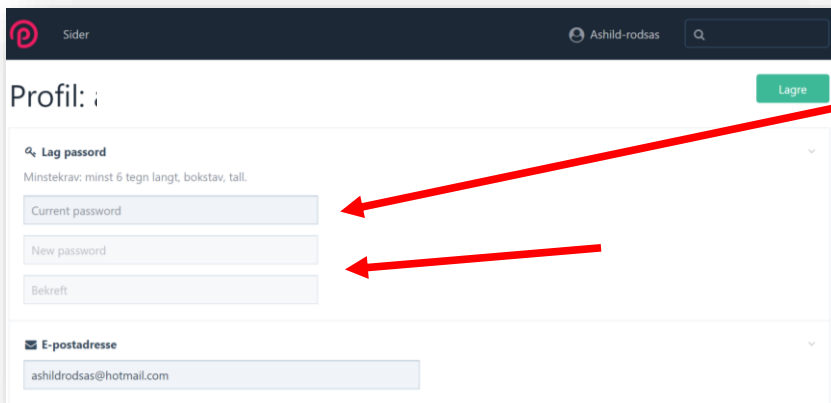 Sider
Ashild-rodsas
Profil:
Lagre
Lag passord
Minstekrav: minst 6 tegn langt, bokstav, tall.
Current password
New password
Bekreft
E-postadresse
ashildrodsas@hotmail.com